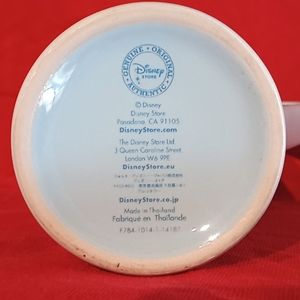 GENUINE · ORIGINAL
Disney
STORE
AUTHENTIC
© Disney
Disney Store
Pasadena, CA 91105
DisneyStore.com
The Disney Store Ltd.
3 Queen Caroline Street,
London W6 9PE
DisneyStore.eu
DisneyStore.co.jp
Made in Thailand
Fabriqué en Thaïlande